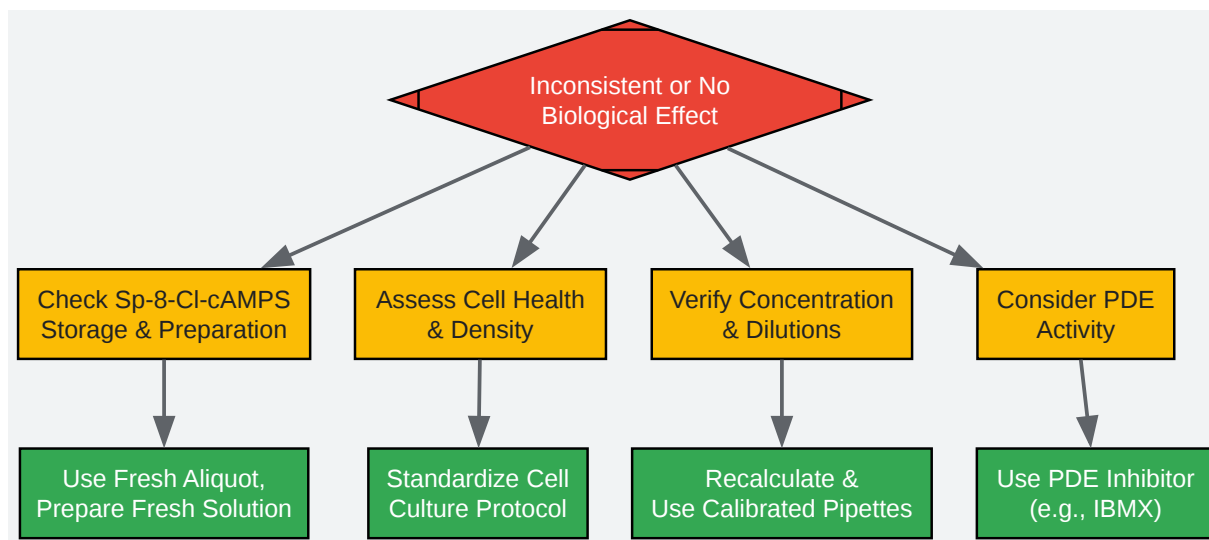 Inconsistent or No
Biological Effect
Check Sp-8-Cl-cAMPS
Storage & Preparation
Assess Cell Health
& Density
Verify Concentration
& Dilutions
Consider PDE
Activity
Use Fresh Aliquot,
Prepare Fresh Solution
Standardize Cell
Culture Protocol
Recalculate &
Use Calibrated Pipettes
Use PDE Inhibitor
(e.g., IBMX)